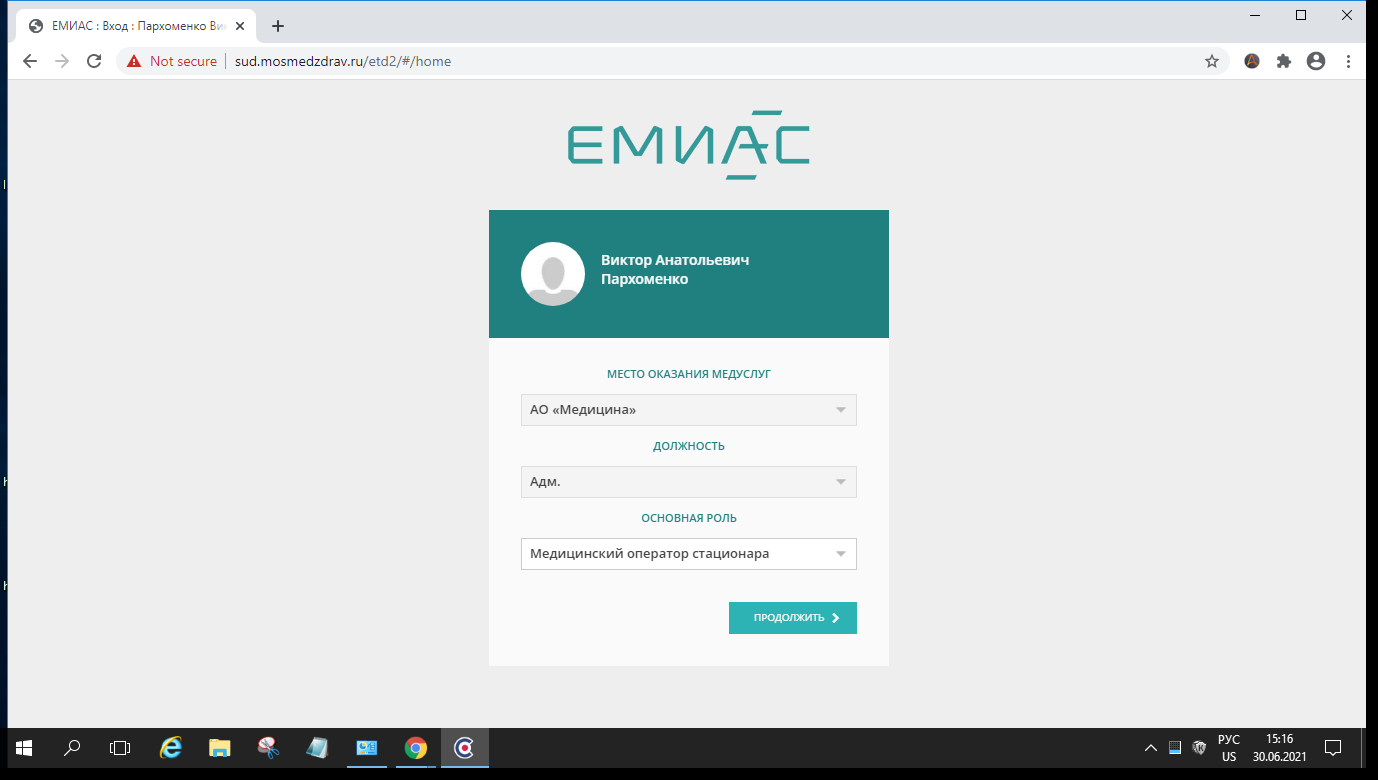 ЕМИАС : Вход : Пархоменко Ви
Not secure
sud.mosmedzdrav.ru/etd2/#/home
ЕМИАС
Виктор Анатольевич
Пархоменко
МЕСТО ОКАЗАНИЯ МЕДУСЛУГ
АО «Медицина»
ДОЛЖНОСТЬ
Адм.
ОСНОВНАЯ РОЛЬ
Медицинский оператор стационара
ПРОДОЛЖИТЬ
РУС
US
15:16
30.06.2021